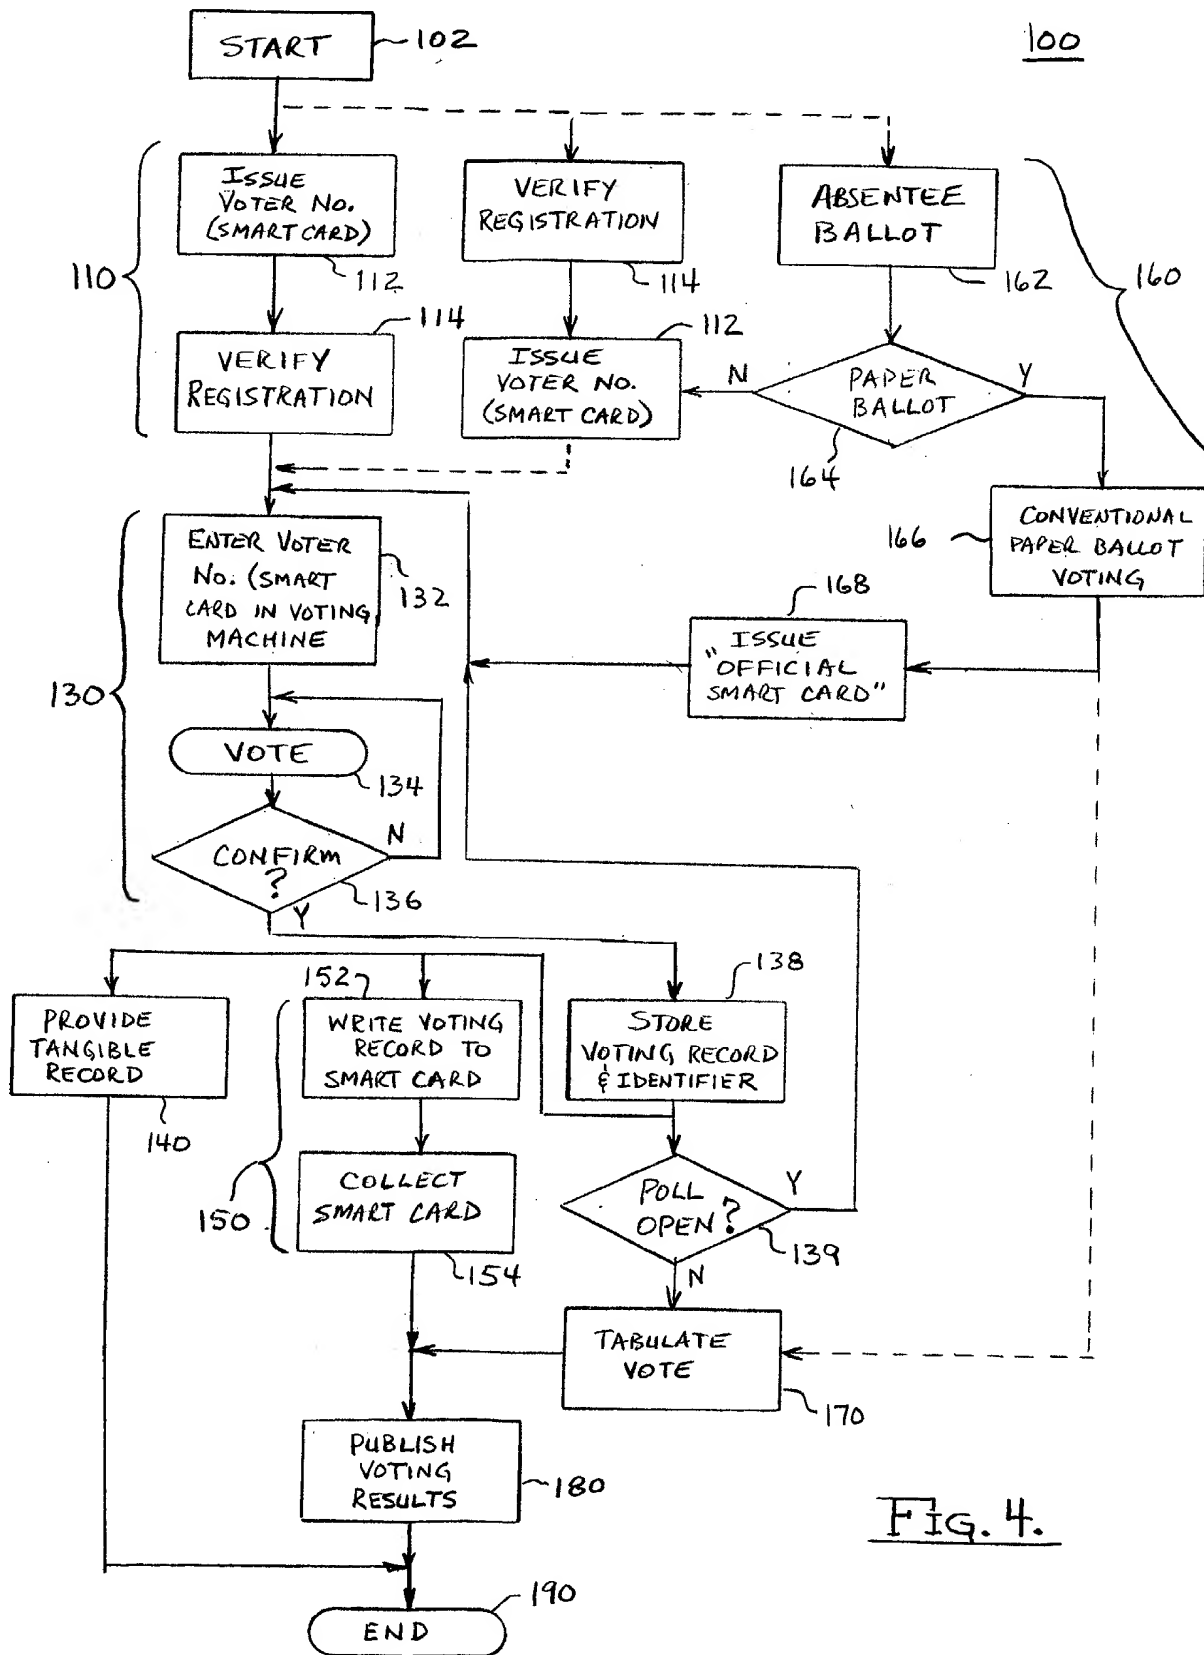 START
102
100
ISSUE
VOTER NO.
(SMART CARD)
112
VERIFY
REGISTRATION
114
ABSENTEE
BALLOT
162
160
110
114
VERIFY
REGISTRATION
112
ISSUE
VOTER NO.
(SMART CARD)
N
PAPER
BALLOT
Y
164
ENTER VOTER
NO. (SMART
CARD IN VOTING
MACHINE
132
166
CONVENTIONAL
PAPER BALLOT
VOTING
168
ISSUE
"OFFICIAL
SMART CARD"
130
VOTE
134
CONFIRM
?
N
136
Y
138
152
PROVIDE
TANGIBLE
RECORD
140
WRITE VOTING
RECORD TO
SMART CARD
STORE
VOTING RECORD
& IDENTIFIER
150
COLLECT
SMART CARD
154
POLL
OPEN?
Y
139
N
TABULATE
VOTE
170
PUBLISH
VOTING
RESULTS
180
FIG. 4.
190
END